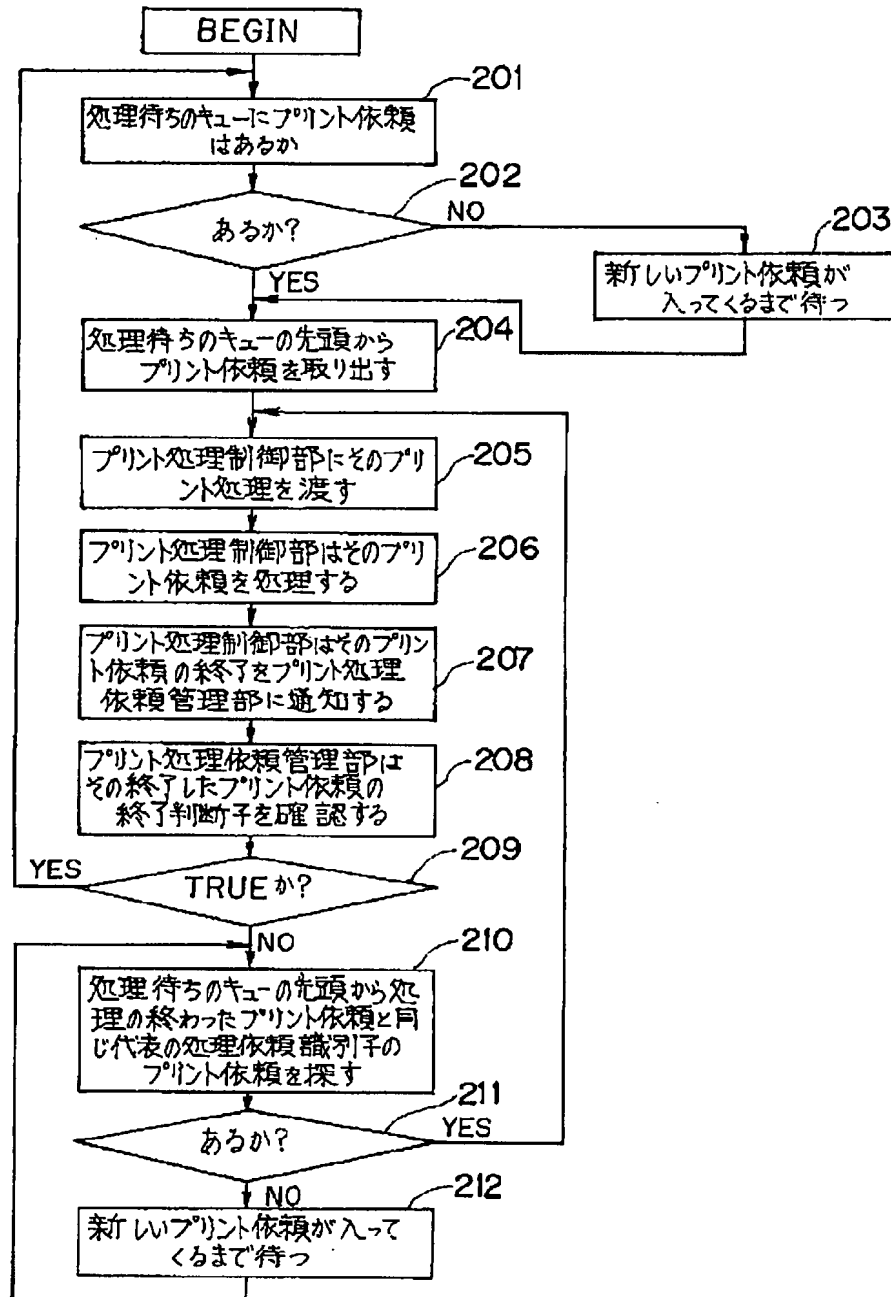 BEGIN
201
処理待ちのキューにプリント依頼
はあるか
202
あるか?
NO
203
新しいプリント依頼が
入ってくるまで待つ
YES
204
処理待ちのキューの先頭から
プリント依頼を取り出す
205
プリント処理制御部にそのプリ
ント処理を渡す
206
プリント処理制御部はそのプリ
ント依頼を処理する
207
プリント処理制御部はそのプリン
ト依頼の終了をプリント処理
依頼管理部に通知する
208
プリント処理依頼管理部は
その終了したプリント依頼の
終了判断子を確認する
209
YES
TRUEか?
NO
210
処理待ちのキューの先頭から処
理の終わったプリント依頼と同
じ代表の処理依頼識別子の
プリント依頼を探す
211
あるか?
YES
NO
212
新しいプリント依頼が入って
くるまで待つ